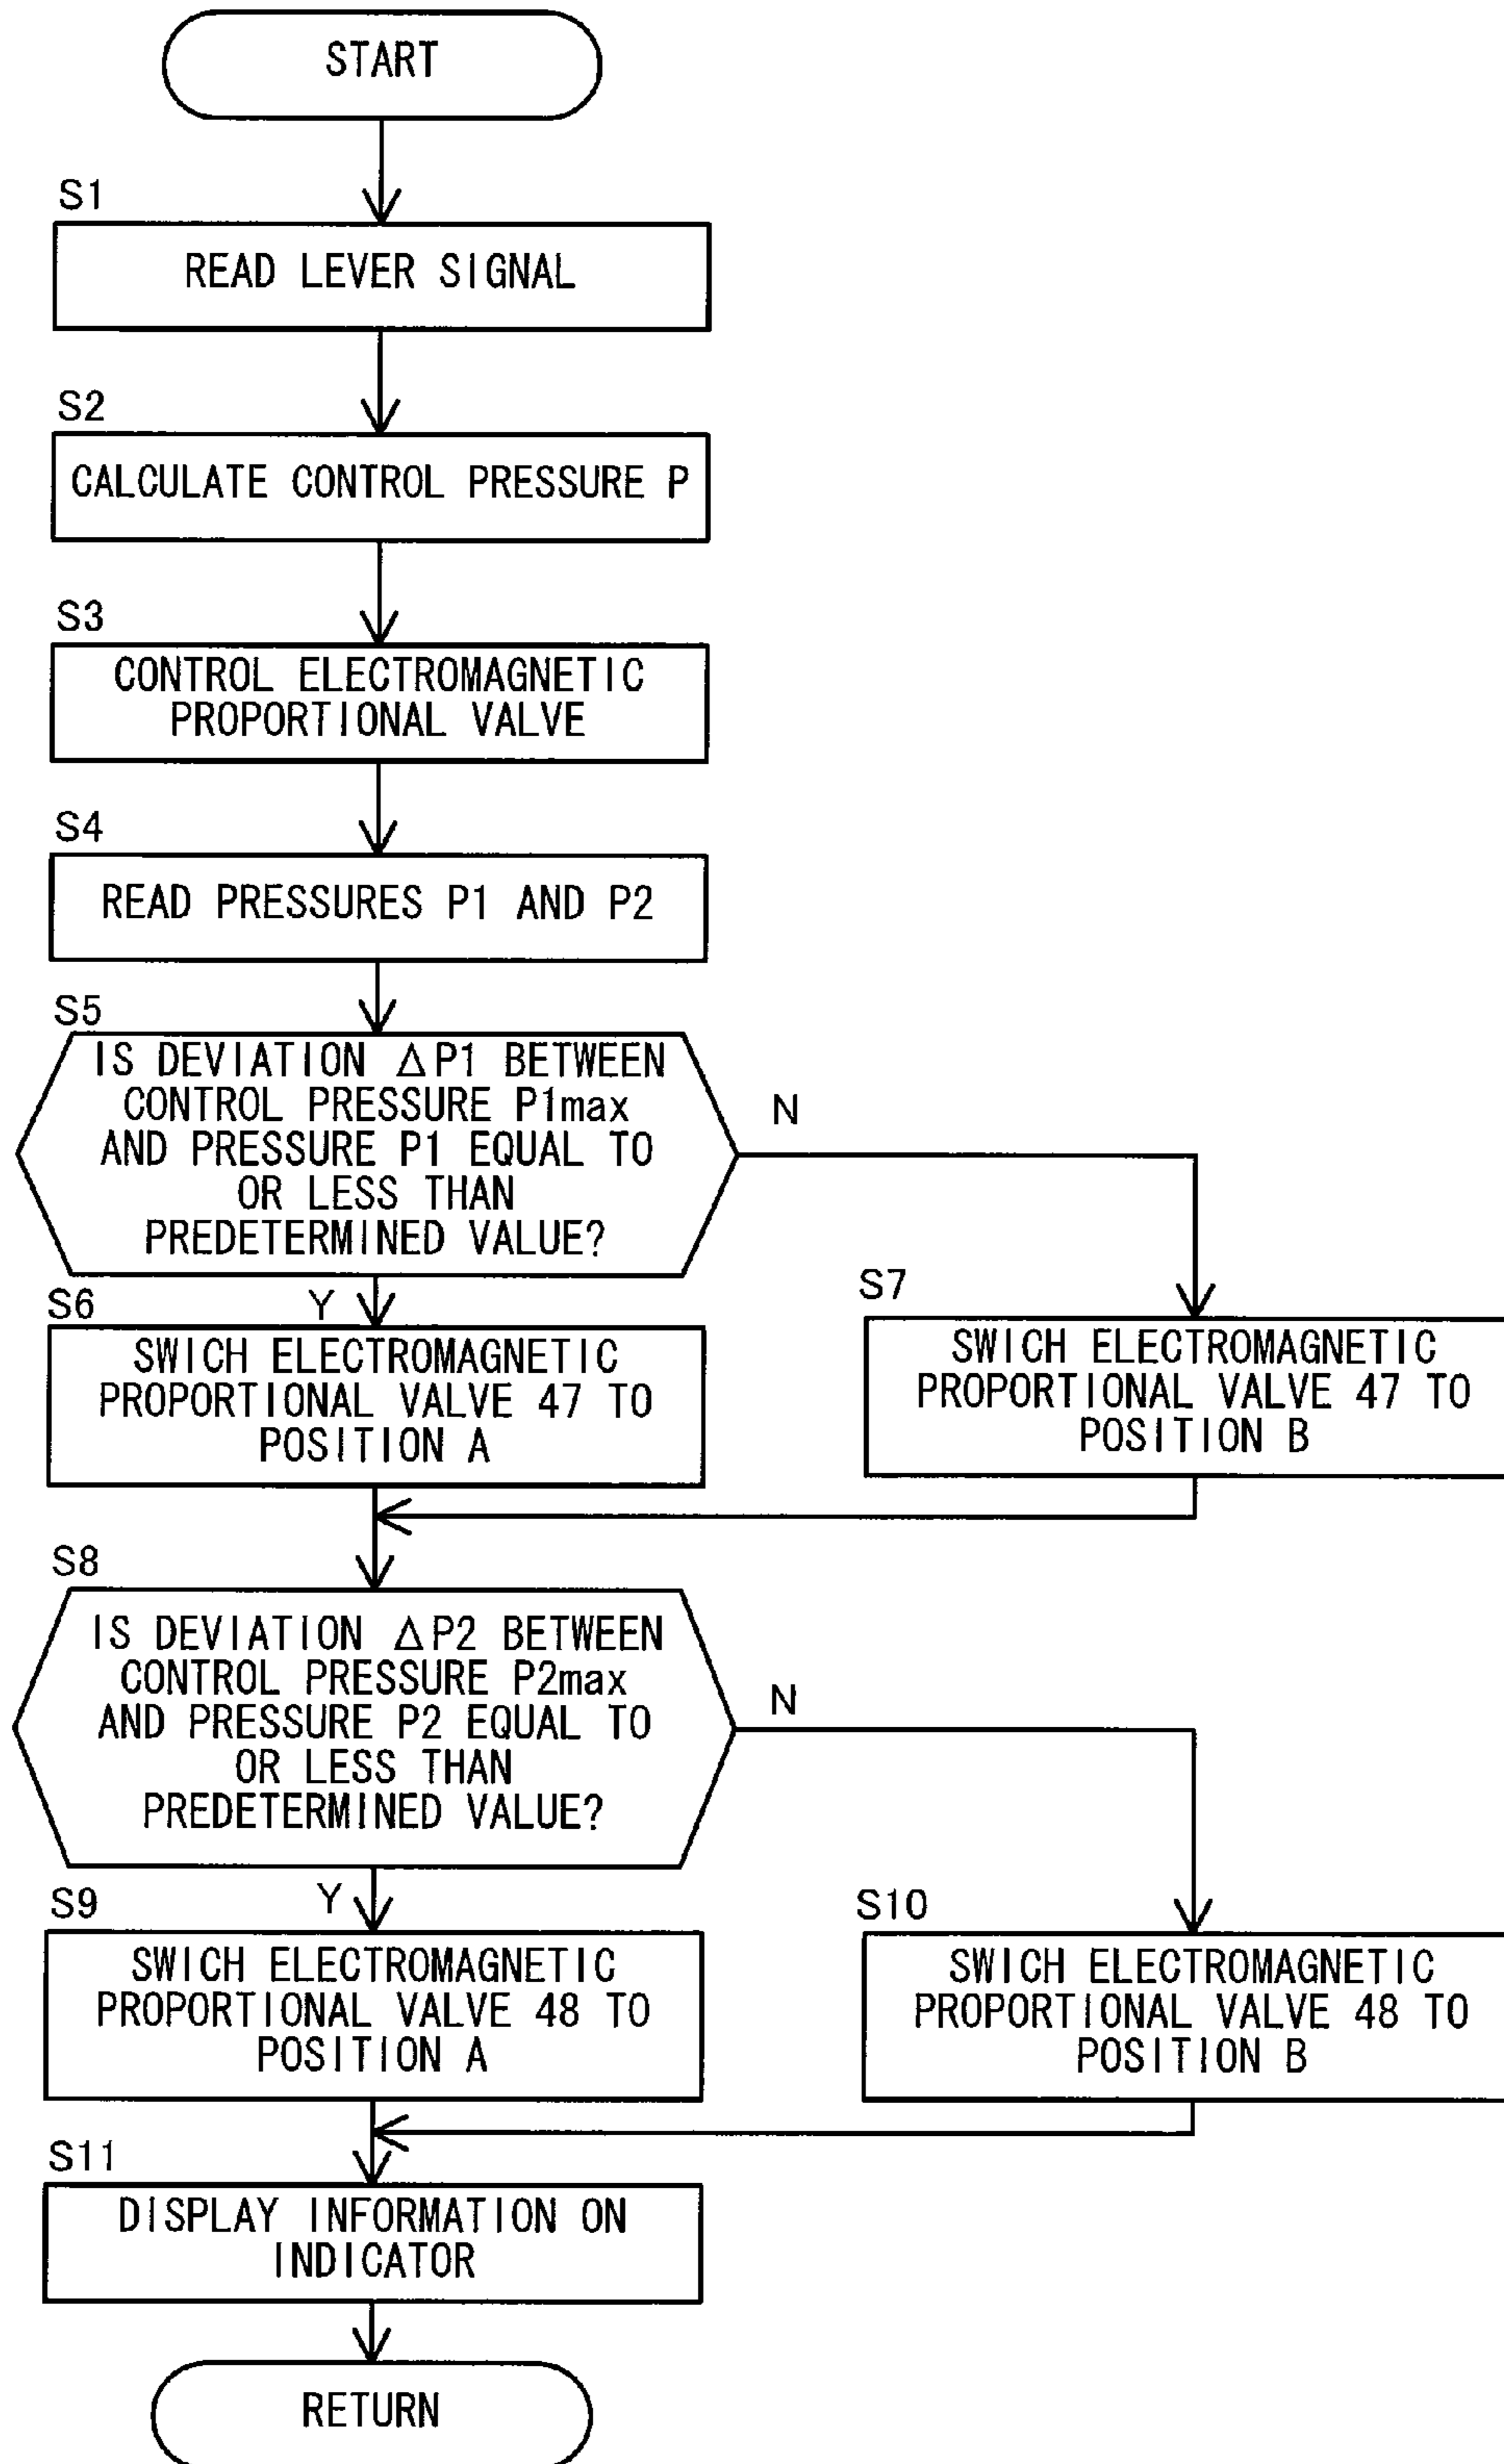 START
S1
READ LEVER SIGNAL
S2
CALCULATE CONTROL PRESSURE P
S3
CONTROL ELECTROMAGNETIC
PROPORTIONAL VALVE
S4
READ PRESSURES P1 AND P2
S5
IS DEVIATION ΔP1 BETWEEN
CONTROL PRESSURE P1max
AND PRESSURE P1 EQUAL TO
OR LESS THAN
PREDETERMINED VALUE?
N
Y
S6
SWICH ELECTROMAGNETIC
PROPORTIONAL VALVE 47 TO
POSITION A
S7
SWICH ELECTROMAGNETIC
PROPORTIONAL VALVE 47 TO
POSITION B
S8
IS DEVIATION ΔP2 BETWEEN
CONTROL PRESSURE P2max
AND PRESSURE P2 EQUAL TO
OR LESS THAN
PREDETERMINED VALUE?
N
Y
S9
SWICH ELECTROMAGNETIC
PROPORTIONAL VALVE 48 TO
POSITION A
S10
SWICH ELECTROMAGNETIC
PROPORTIONAL VALVE 48 TO
POSITION B
S11
DISPLAY INFORMATION ON
INDICATOR
RETURN